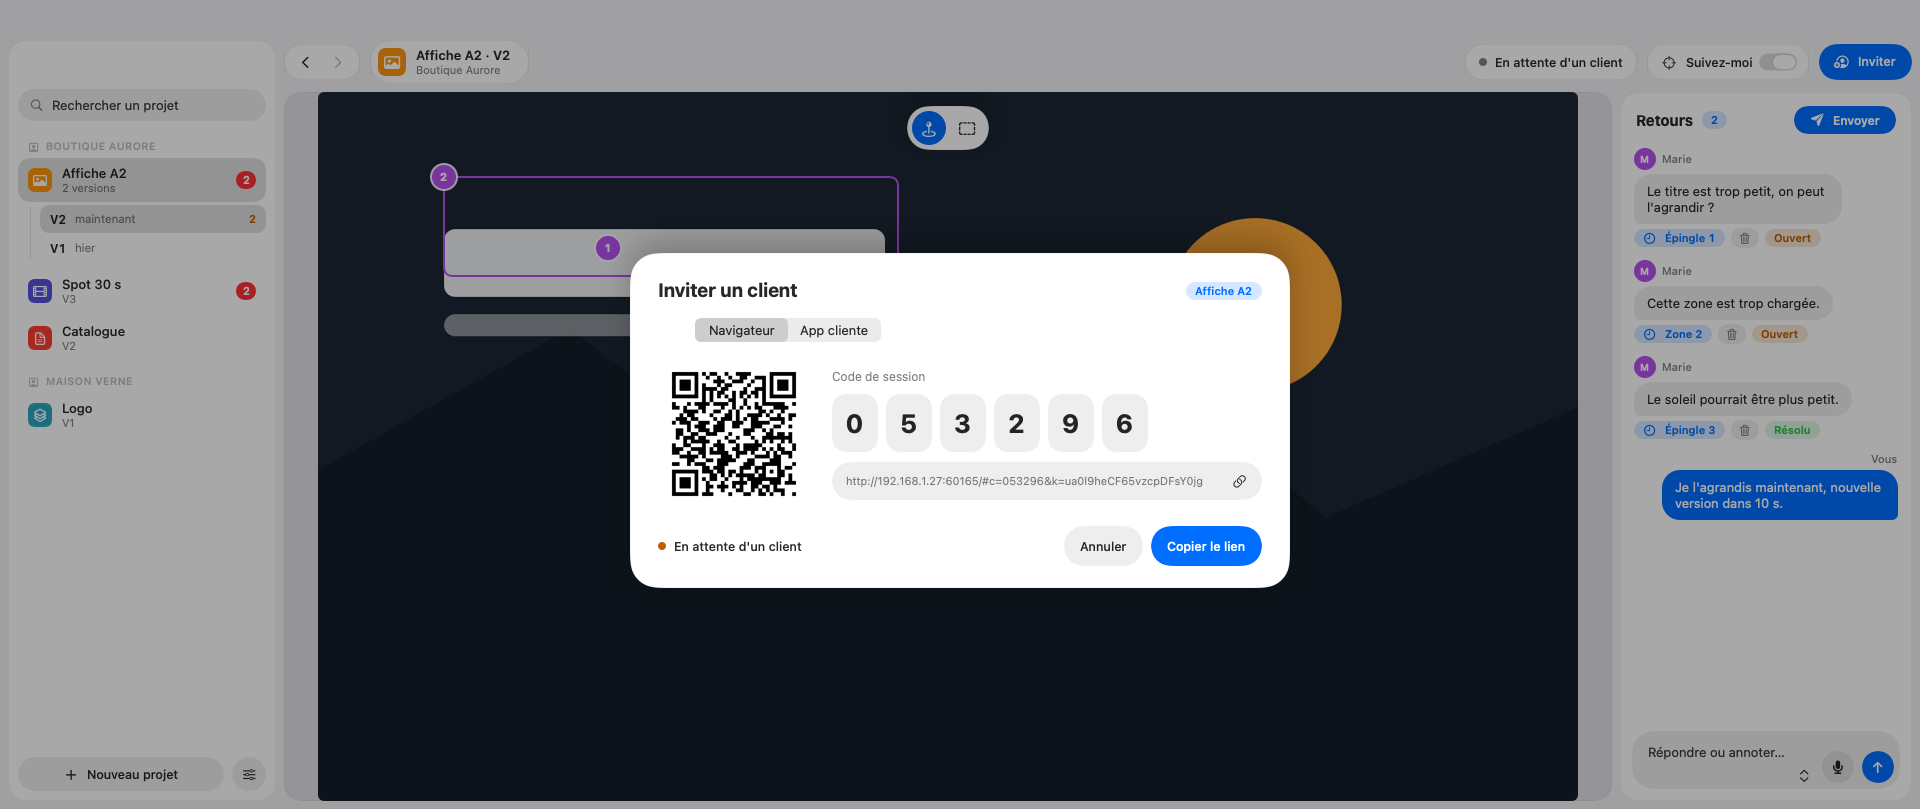 Rechercher un projet
BOUTIQUE AURORE
Affiche A2
2 versions
2
V2 maintenant 2
V1 hier
Spot 30 s
V3
2
Catalogue
V2
MAISON VERNE
Logo
V1
Nouveau projet
Affiche A2 · V2
Boutique Aurore
En attente d'un client
Suivez-moi
Inviter
2
1
Inviter un client
Affiche A2
Navigateur
App cliente
Code de session
0 5 3 2 9 6
http://192.168.1.27:60165/#c=053296&k=ua0I9heCF65vzcpDFsY0jg
En attente d'un client
Annuler
Copier le lien
Retours 2
Envoyer
M Marie
Le titre est trop petit, on peut
l'agrandir ?
Épingle 1
Ouvert
M Marie
Cette zone est trop chargée.
Zone 2
Ouvert
M Marie
Le soleil pourrait être plus petit.
Épingle 3
Résolu
Vous
Je l'agrandis maintenant, nouvelle
version dans 10 s.
Répondre ou annoter...